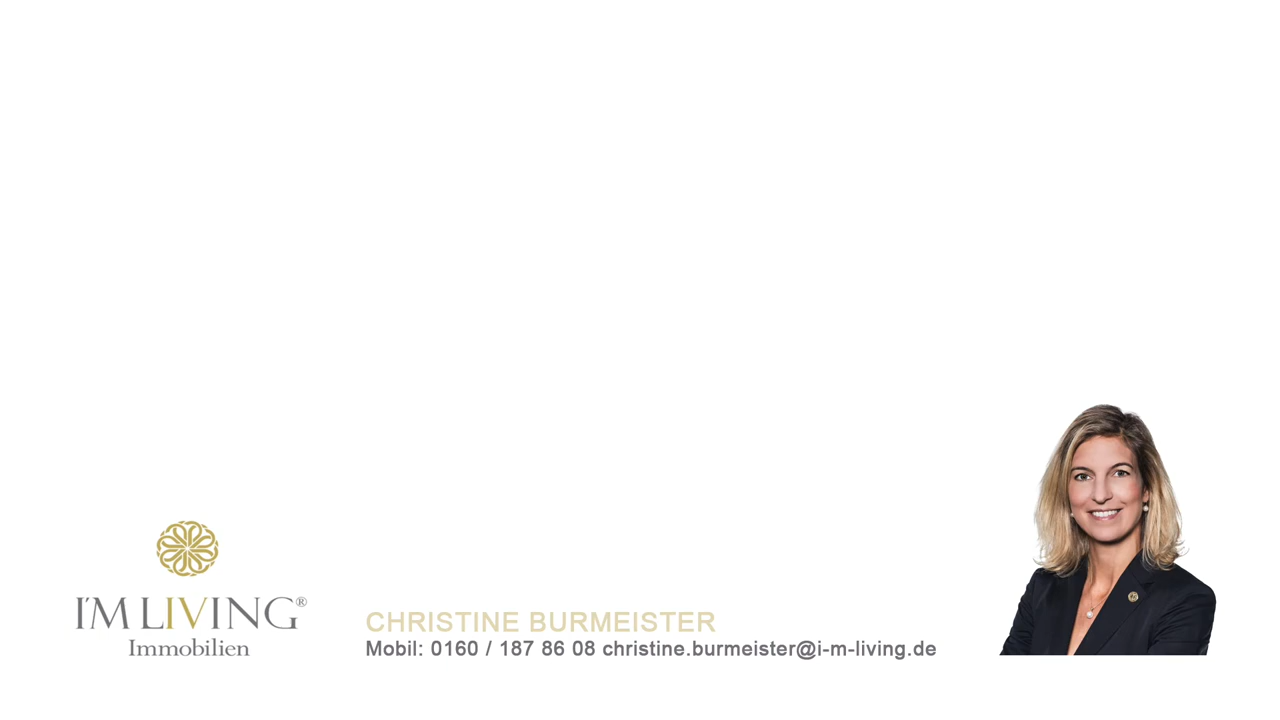 I'M LIVING®
Immobilien
CHRISTINE BURMEISTER
Mobil: 0160 / 187 86 08 christine.burmeister@i-m-living.de